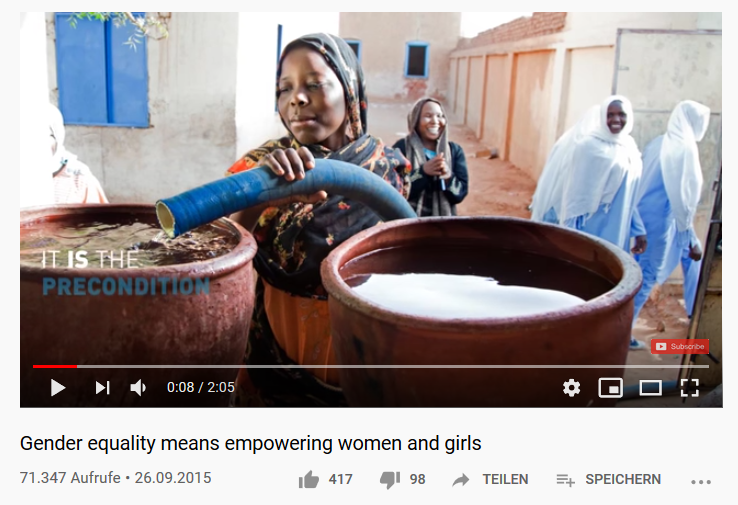 IT IS THE
PRECONDITION
Subscribe
0:08 / 2:05
Gender equality means empowering women and girls
71.347 Aufrufe • 26.09.2015
417
98
TEILEN
SPEICHERN